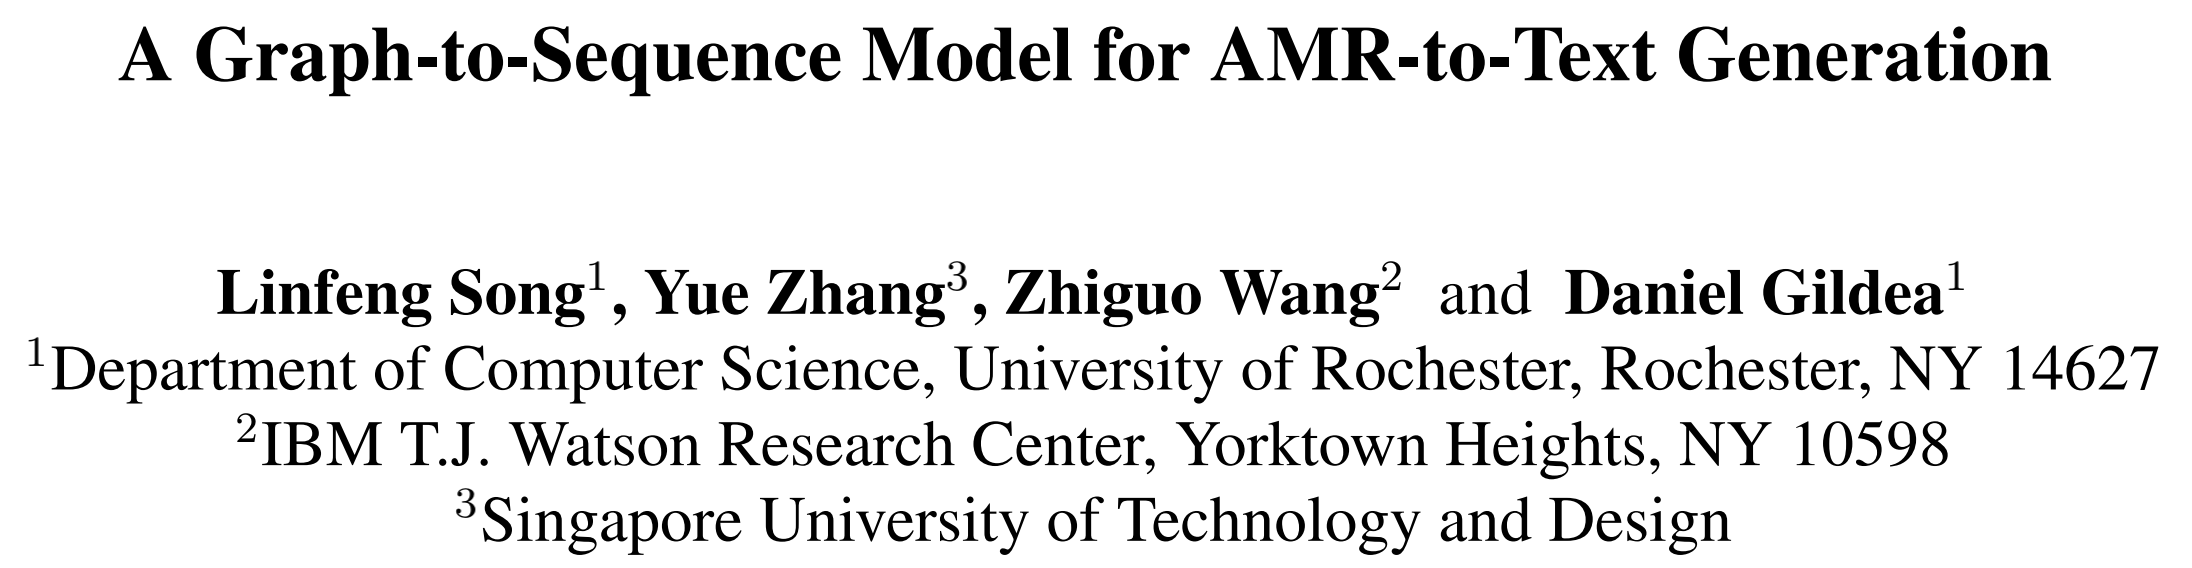 A Graph-to-Sequence Model for AMR-to-Text Generation
Linfeng Song¹, Yue Zhang³, Zhiguo Wang² and Daniel Gildea¹
¹Department of Computer Science, University of Rochester, Rochester, NY 14627
²IBM T.J. Watson Research Center, Yorktown Heights, NY 10598
³Singapore University of Technology and Design